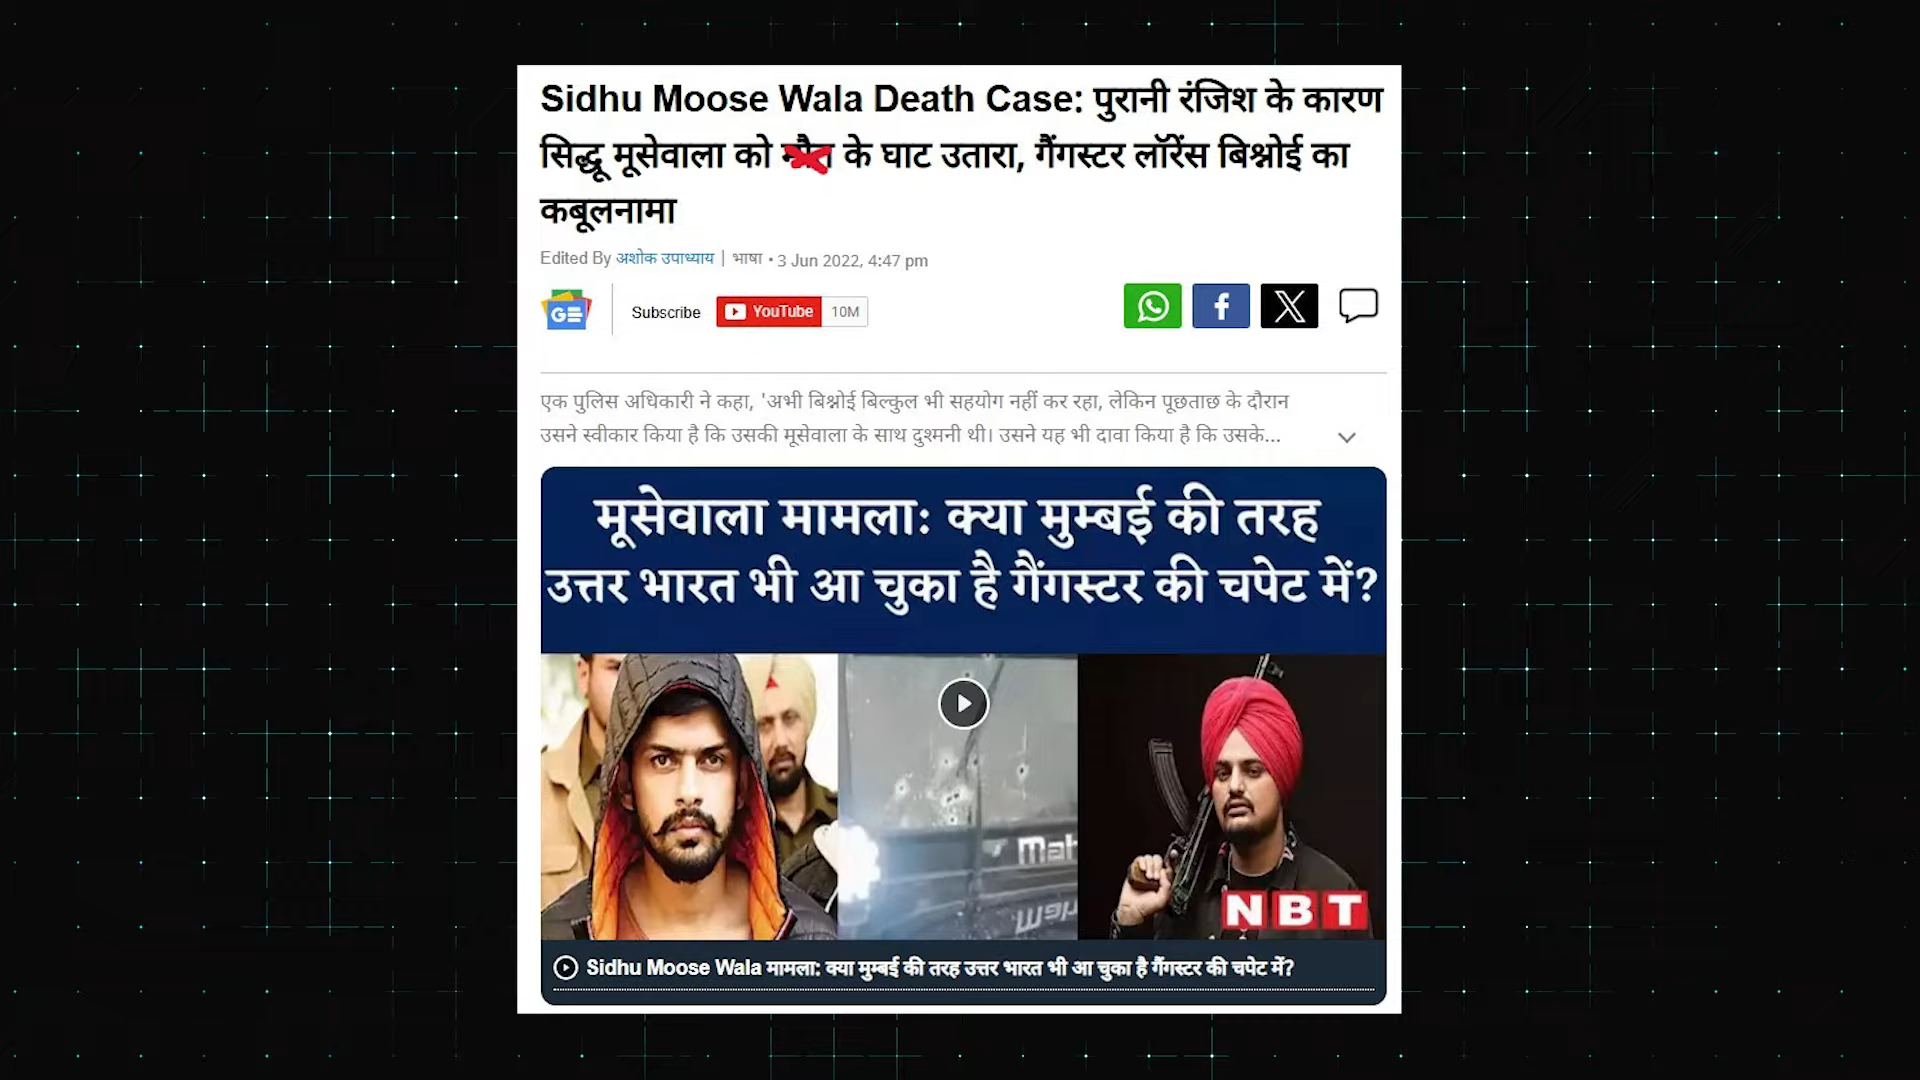 Sidhu Moose Wala Death Case: पुरानी रंजिश के कारण
सिद्धू मूसेवाला को के घाट उतारा, गैंगस्टर लॉरेंस बिश्नोई का
कबूलनामा
Edited By अशोक उपाध्याय | भाषा • 3 Jun 2022, 4:47 pm
GE Subscribe YouTube 10M
एक पुलिस अधिकारी ने कहा, 'अभी बिश्नोई बिल्कुल भी सहयोग नहीं कर रहा, लेकिन पूछताछ के दौरान
उसने स्वीकार किया है कि उसकी मूसेवाला के साथ दुश्मनी थी। उसने यह भी दावा किया है कि उसके...
मूसेवाला मामला: क्या मुम्बई की तरह
उत्तर भारत भी आ चुका है गैंगस्टर की चपेट में?
NBT
Sidhu Moose Wala मामला: क्या मुम्बई की तरह उत्तर भारत भी आ चुका है गैंगस्टर की चपेट में?